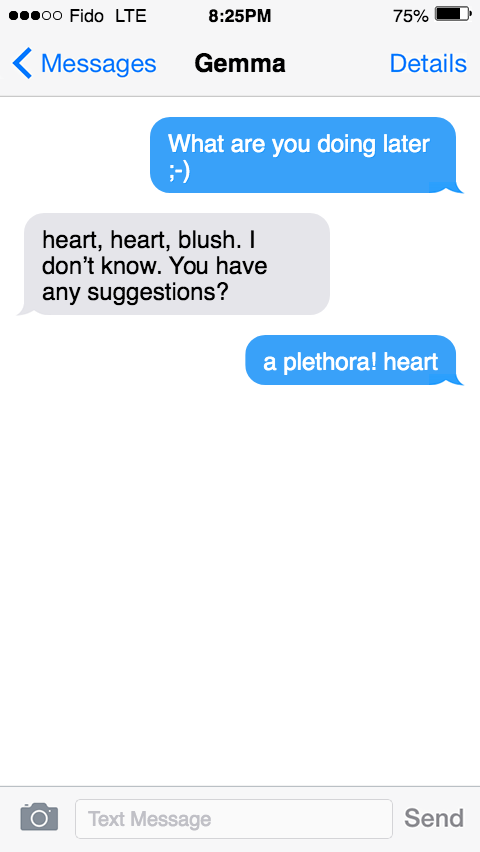 Fido LTE 8:25PM 75%
Messages Gemma Details
What are you doing later
;-)
heart, heart, blush. I
don't know. You have
any suggestions?
a plethora! heart
Text Message Send